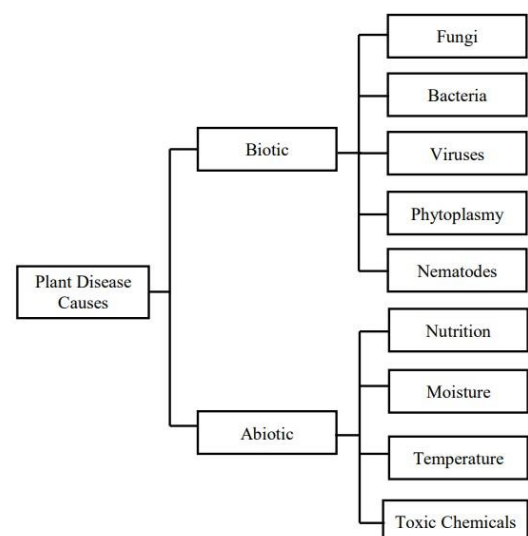 Plant Disease
Causes
Biotic
Fungi
Bacteria
Viruses
Phytoplasmy
Nematodes
Abiotic
Nutrition
Moisture
Temperature
Toxic Chemicals